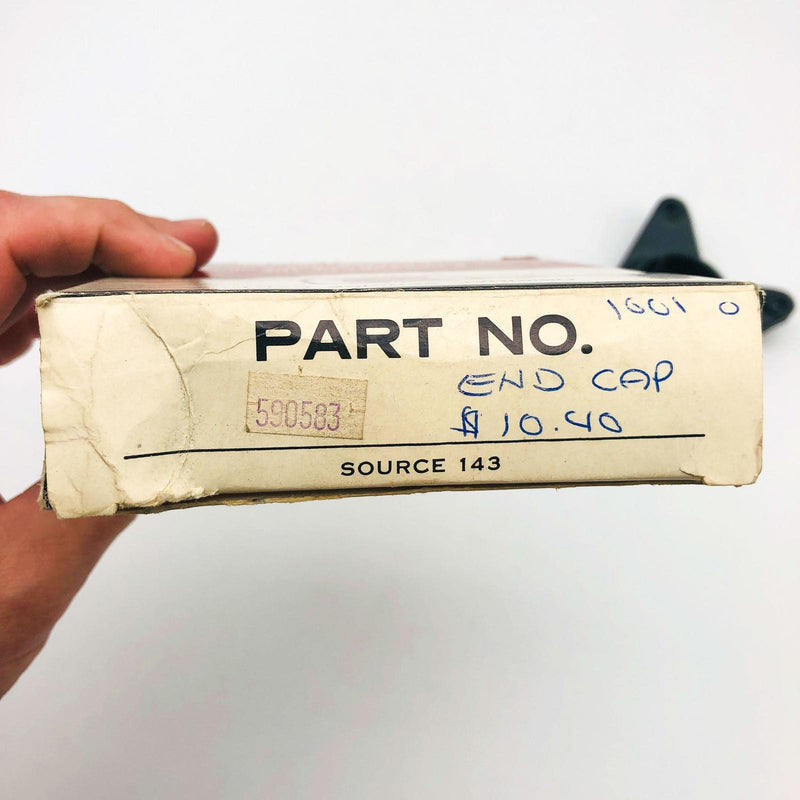 1001 0
PART NO.
END CAP
590583
$10.40
SOURCE 143